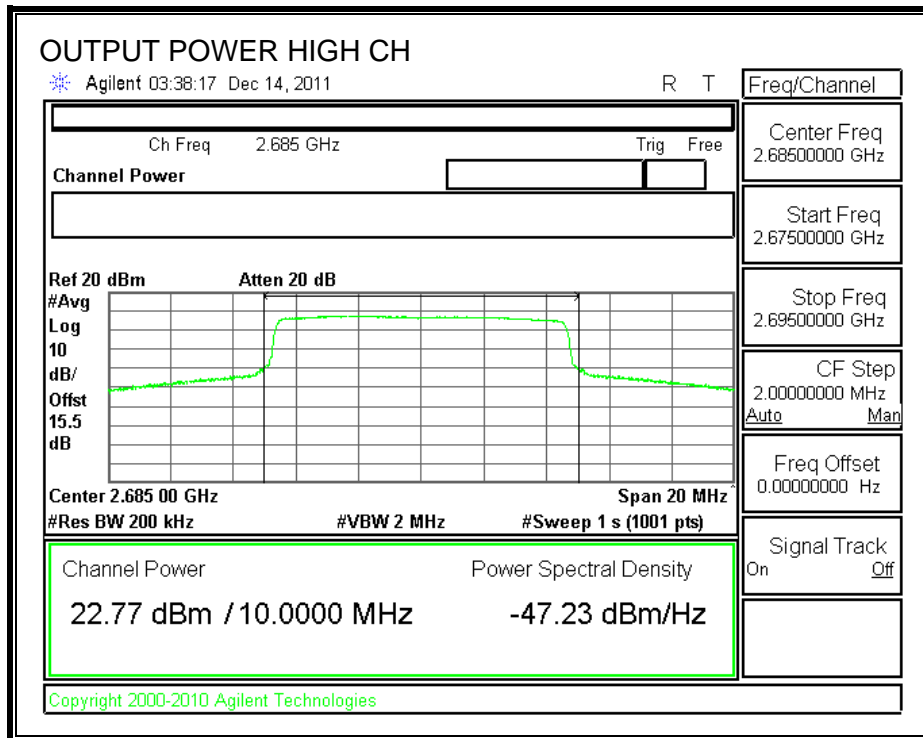 OUTPUT POWER HIGH CH
Agilent 03:38:17 Dec 14, 2011 R T
Freq/Channel
Ch Freq 2.685 GHz Trig Free
Channel Power
Center Freq
2.68500000 GHz
Start Freq
2.67500000 GHz
Stop Freq
2.69500000 GHz
CF Step
2.00000000 MHz
Auto Man
Freq Offset
0.00000000 Hz
Signal Track
On Off
Ref 20 dBm Atten 20 dB
#Avg
Log
10
dB/
Offst
15.5
dB
Center 2.685 00 GHz Span 20 MHz^
#Res BW 200 kHz #VBW 2 MHz #Sweep 1 s (1001 pts)
Channel Power Power Spectral Density
22.77 dBm / 10.0000 MHz -47.23 dBm/Hz
Copyright 2000-2010 Agilent Technologies